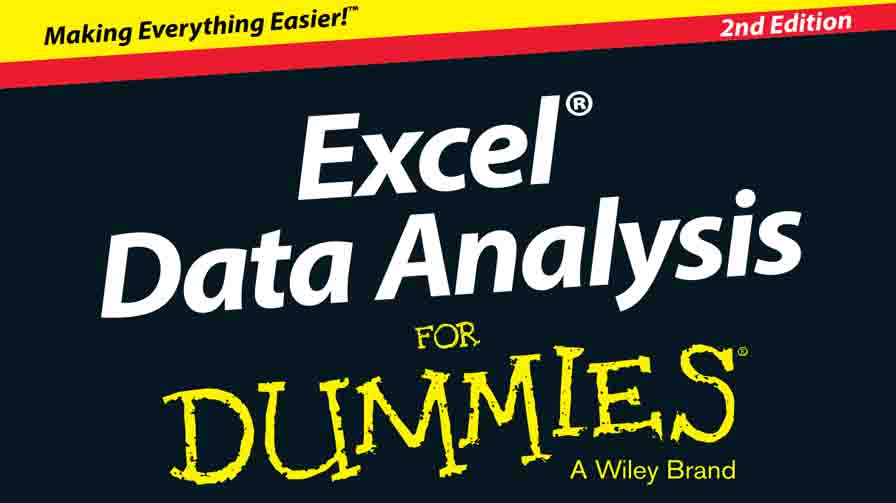 Making Everything Easier!™
2nd Edition
Excel®
Data Analysis
FOR
DUMMIES®
A Wiley Brand